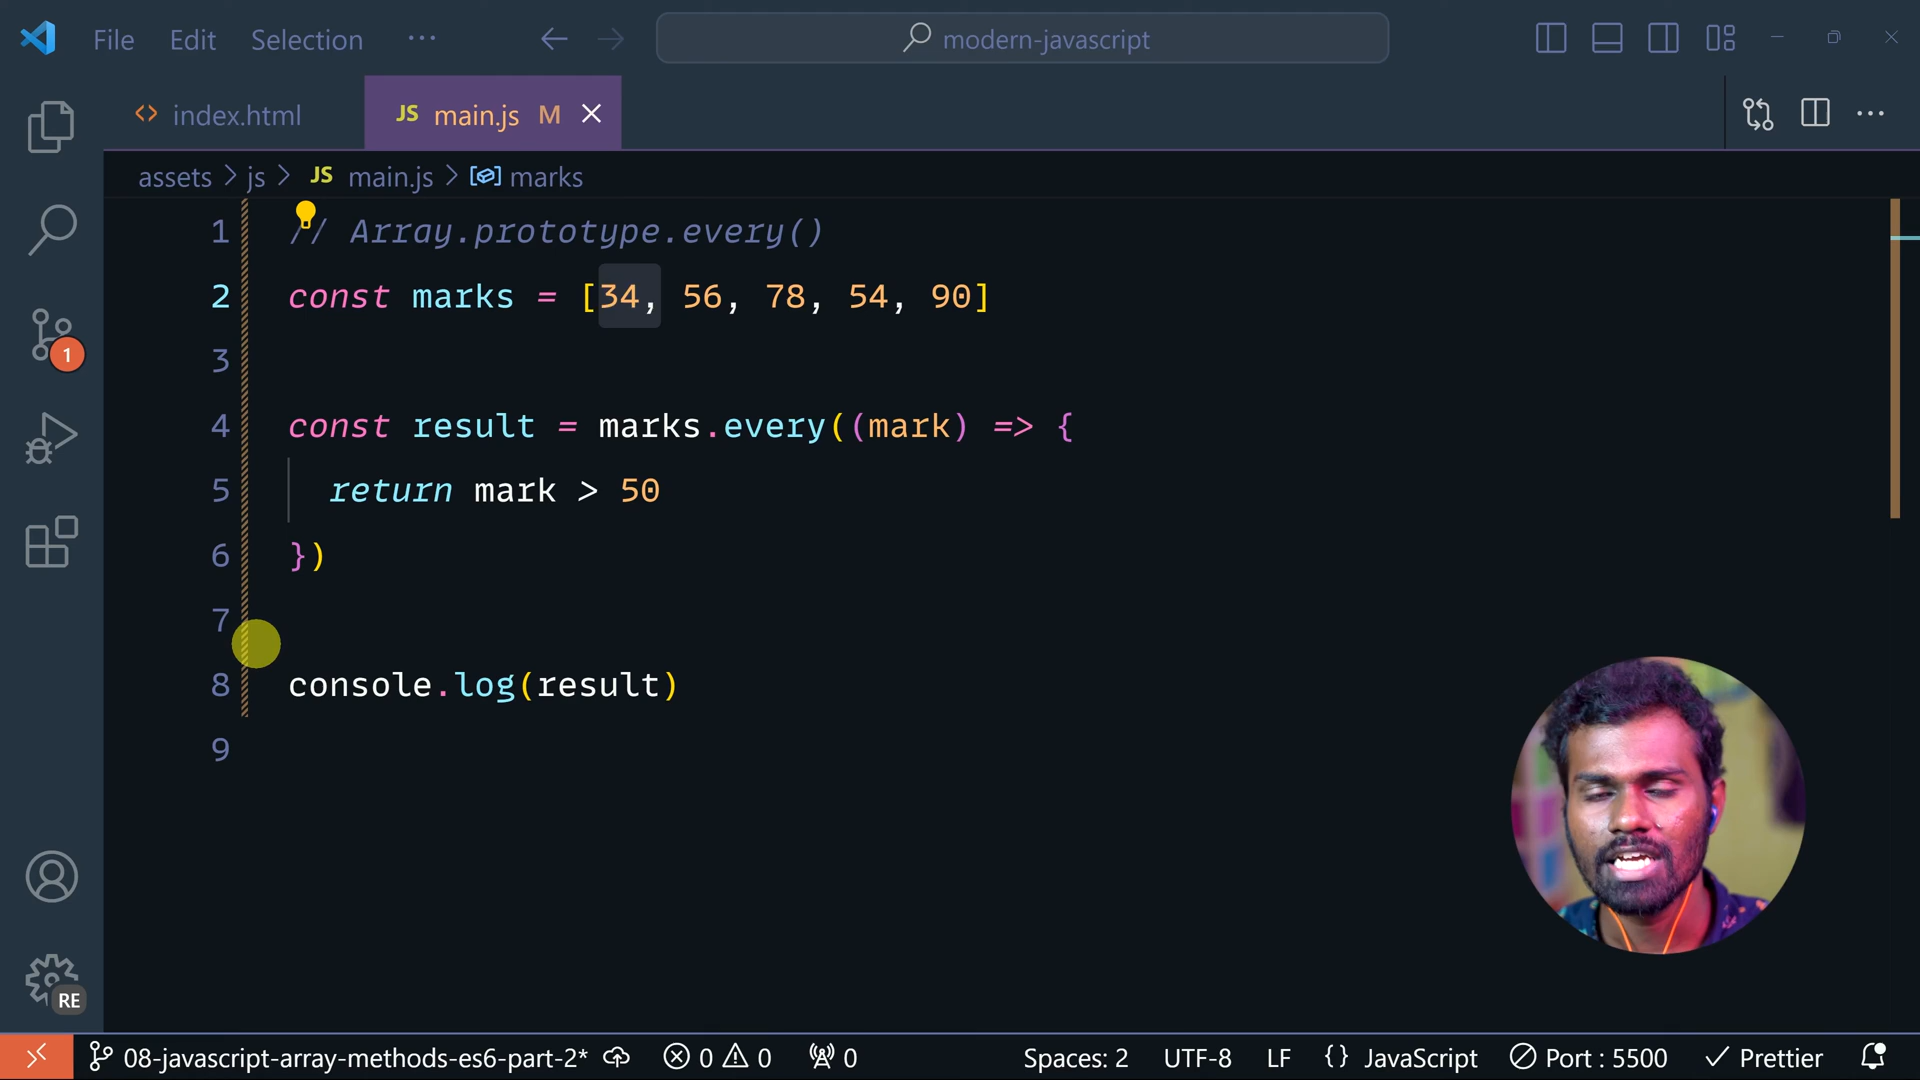 File Edit Selection ··· modern-javascript
index.html JS main.js M
assets > js > JS main.js > marks
1 // Array.prototype.every()
2 const marks = [34, 56, 78, 54, 90]
3
4 const result = marks.every((mark) => {
5 return mark > 50
6 })
7
8 console.log(result)
9
1
RE
08-javascript-array-methods-es6-part-2* 0 0 0 Spaces: 2 UTF-8 LF {} JavaScript Port : 5500 Prettier